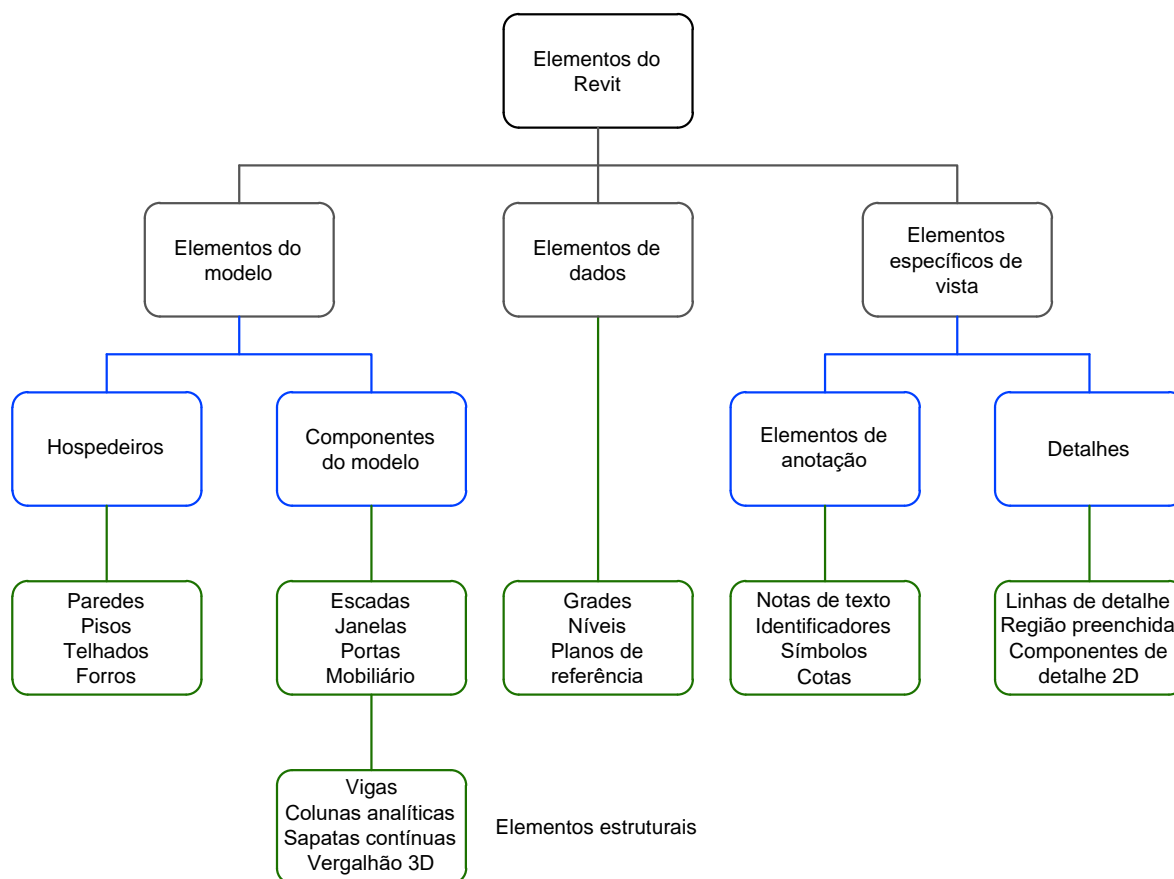 Elementos do
Revit
Elementos do
modelo
Elementos de
dados
Elementos
específicos de
vista
Hospedeiros
Componentes
do modelo
Elementos de
anotação
Detalhes
Paredes
Pisos
Telhados
Forros
Escadas
Janelas
Portas
Mobiliário
Grades
Níveis
Planos de
referência
Notas de texto
Identificadores
Símbolos
Cotas
Linhas de detalhe
Região preenchida
Componentes de
detalhe 2D
Vigas
Colunas analíticas
Sapatas contínuas
Vergalhão 3D
Elementos estruturais